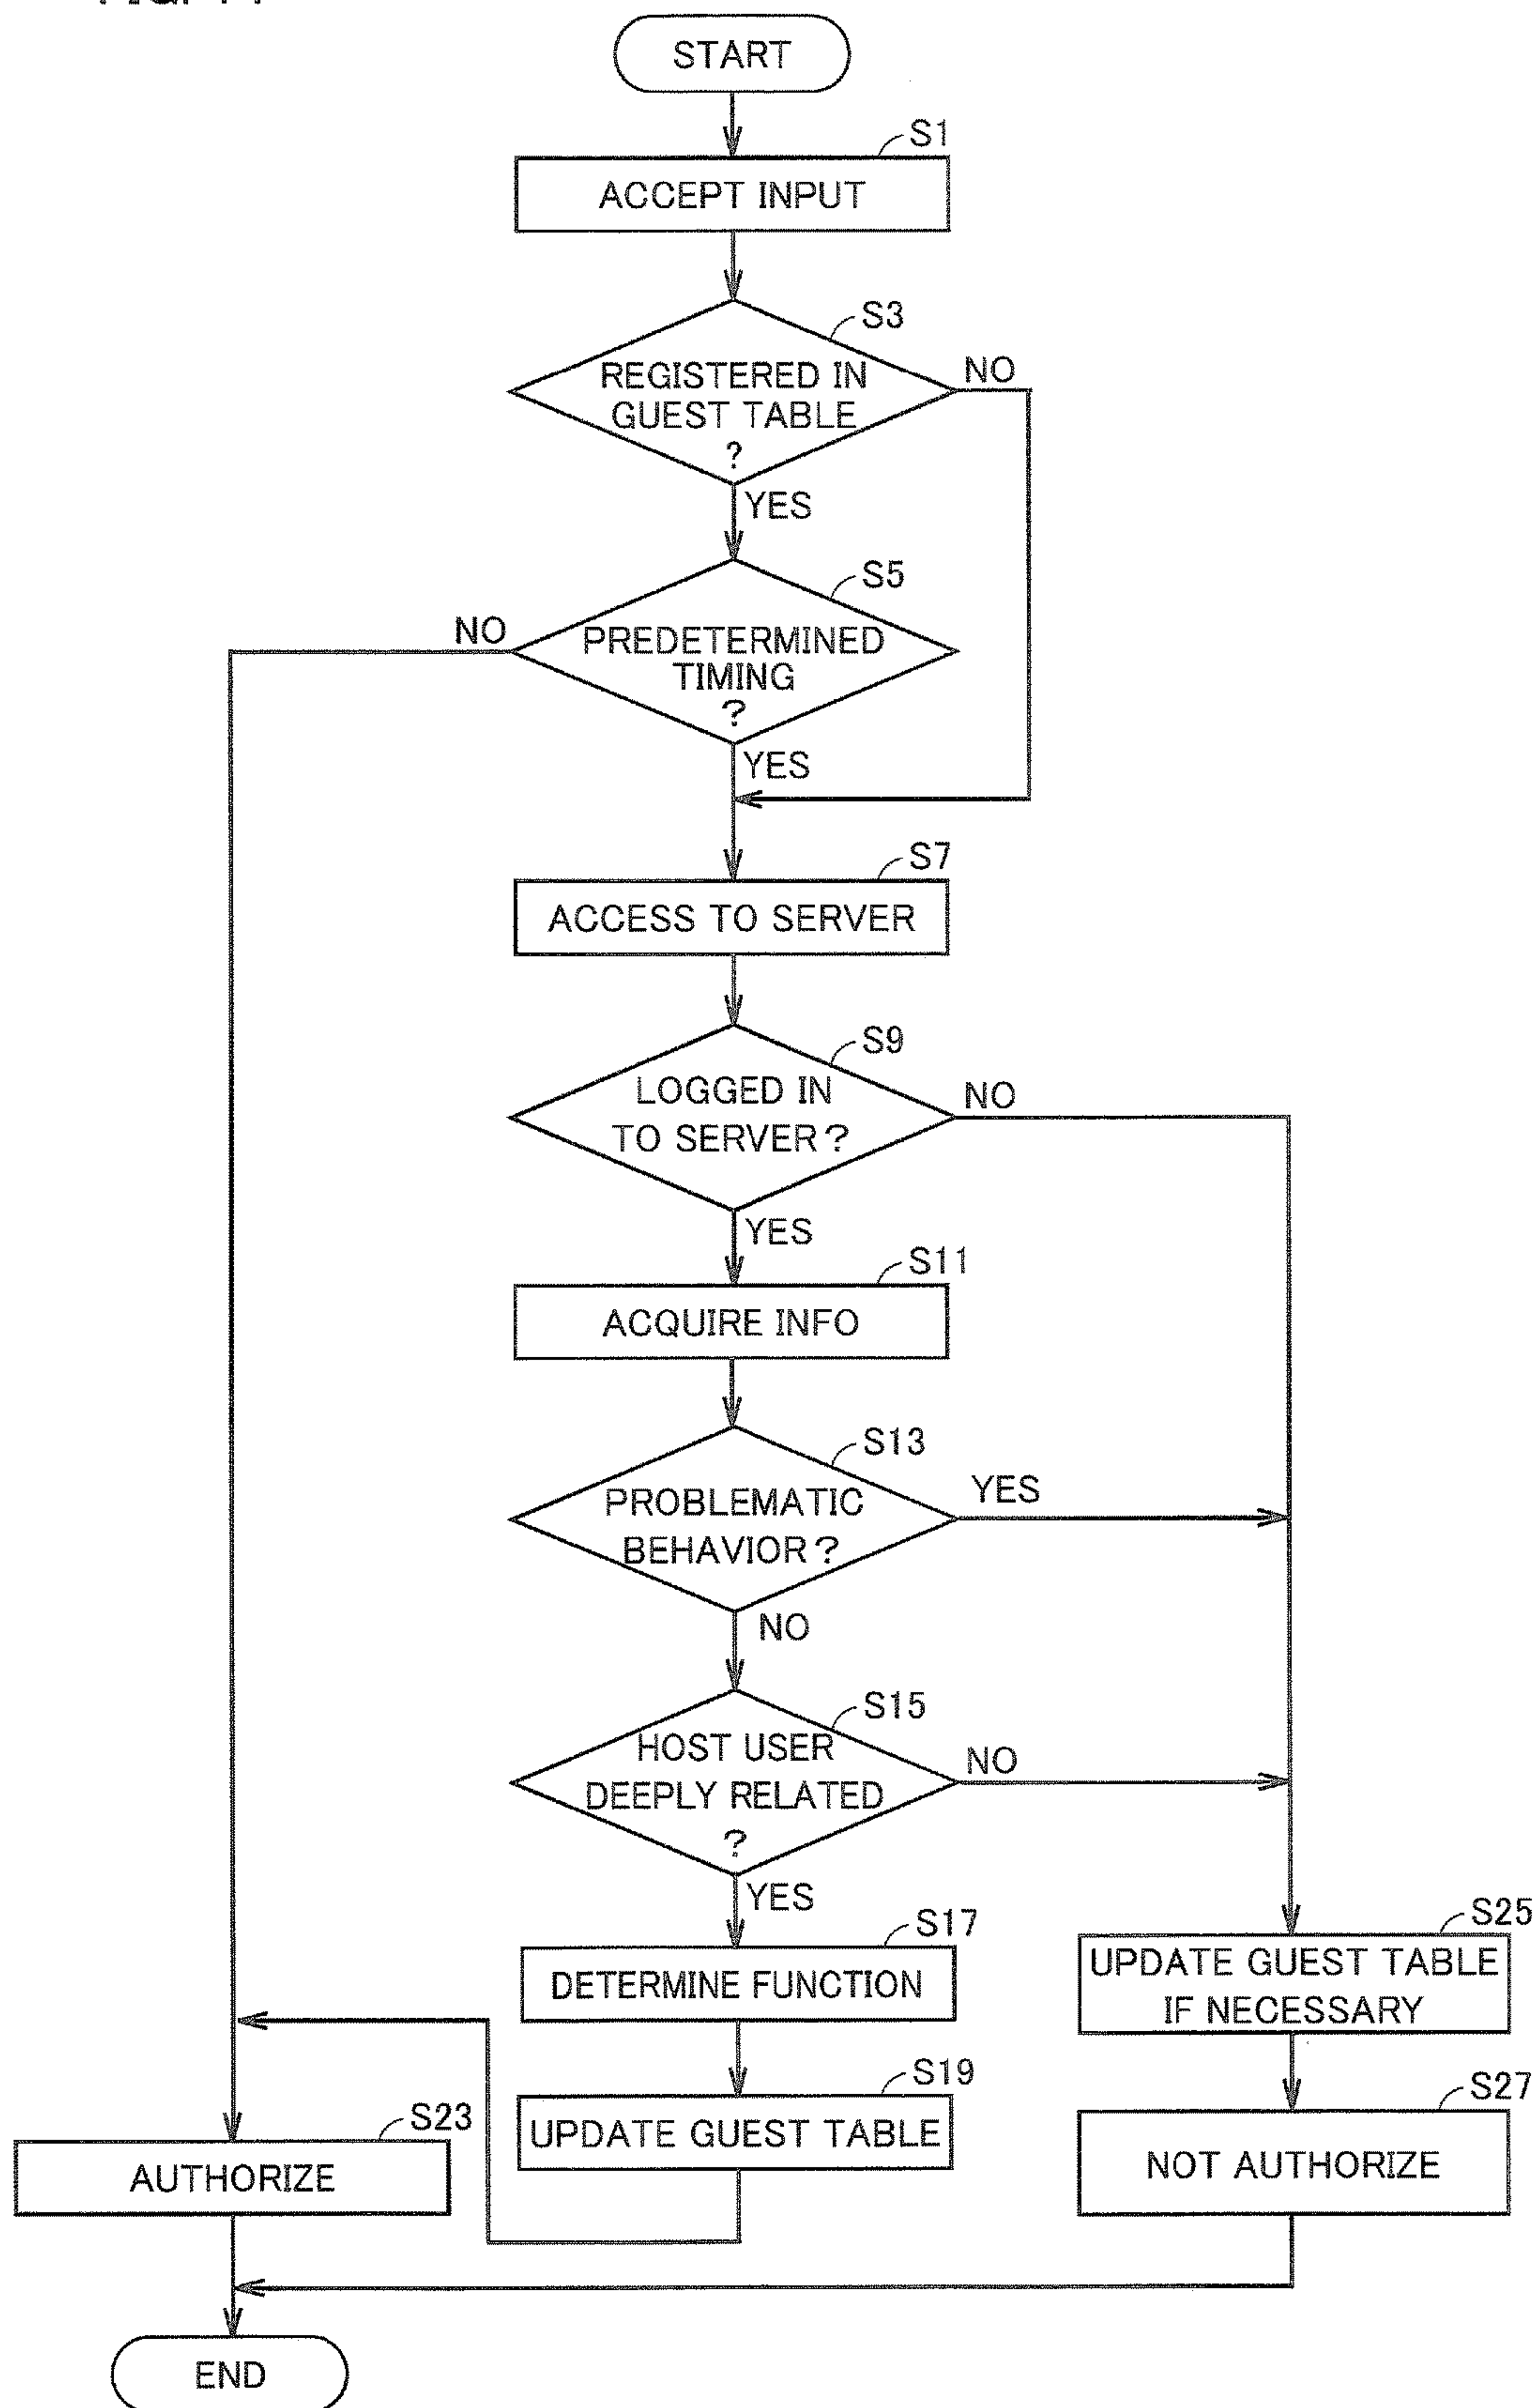 START
S1
ACCEPT INPUT
S3
REGISTERED IN
GUEST TABLE
?
NO
YES
S5
PREDETERMINED
TIMING
?
NO
YES
S7
ACCESS TO SERVER
S9
LOGGED IN
TO SERVER?
NO
YES
S11
ACQUIRE INFO
S13
PROBLEMATIC
BEHAVIOR?
YES
NO
S15
HOST USER
DEEPLY RELATED
?
NO
YES
S17
DETERMINE FUNCTION
S19
UPDATE GUEST TABLE
S23
AUTHORIZE
S25
UPDATE GUEST TABLE
IF NECESSARY
S27
NOT AUTHORIZE
END